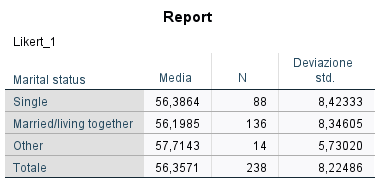 Report
Likert_1
Marital status Media N Deviazione std.
Single 56,3864 88 8,42333
Married/living together 56,1985 136 8,34605
Other 57,7143 14 5,73020
Totale 56,3571 238 8,22486